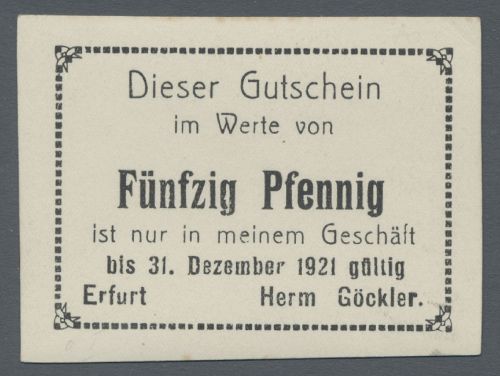 Dieser Gutschein
im Werte von
Fünfzig Pfennig
ist nur in meinem Geschäft
bis 31. Dezember 1921 gültig
Erfurt Herm Göckler.